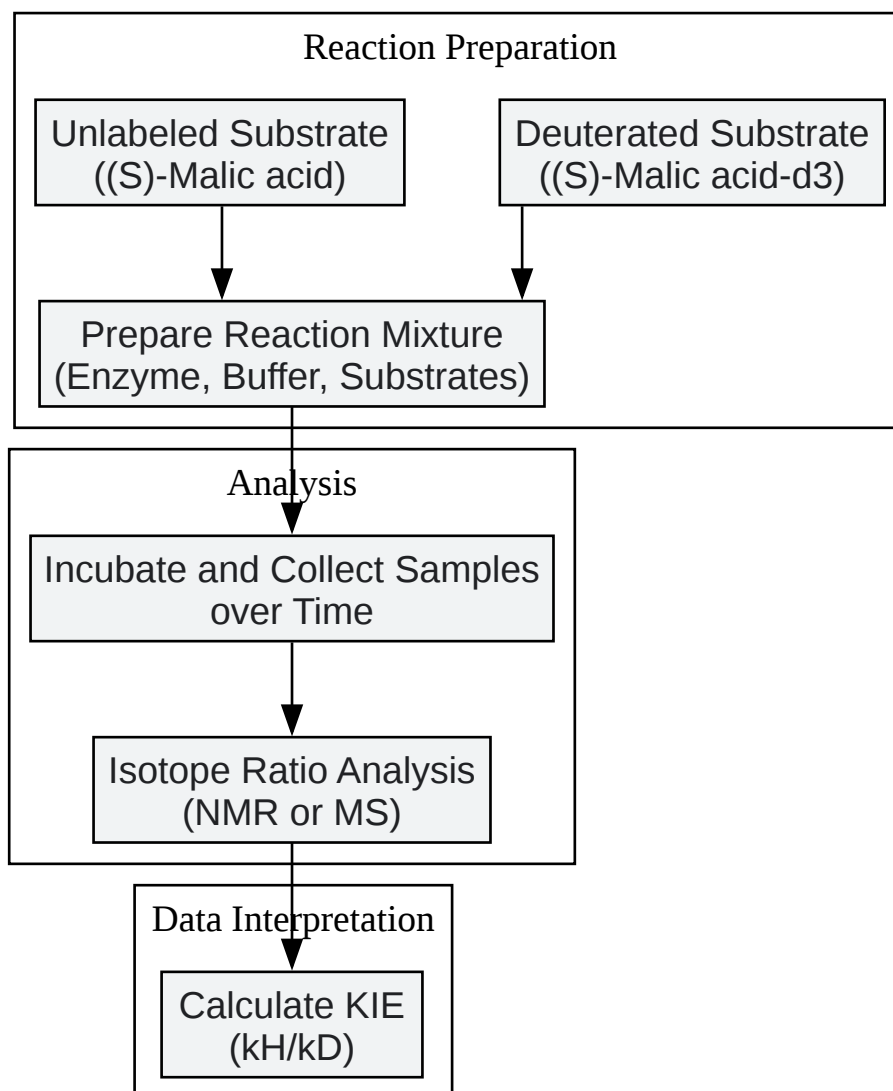 Reaction Preparation
Unlabeled Substrate
((S)-Malic acid)
Deuterated Substrate
((S)-Malic acid-d3)
Prepare Reaction Mixture
(Enzyme, Buffer, Substrates)
Analysis
Incubate and Collect Samples
over Time
Isotope Ratio Analysis
(NMR or MS)
Data Interpretation
Calculate KIE
(kH/kD)